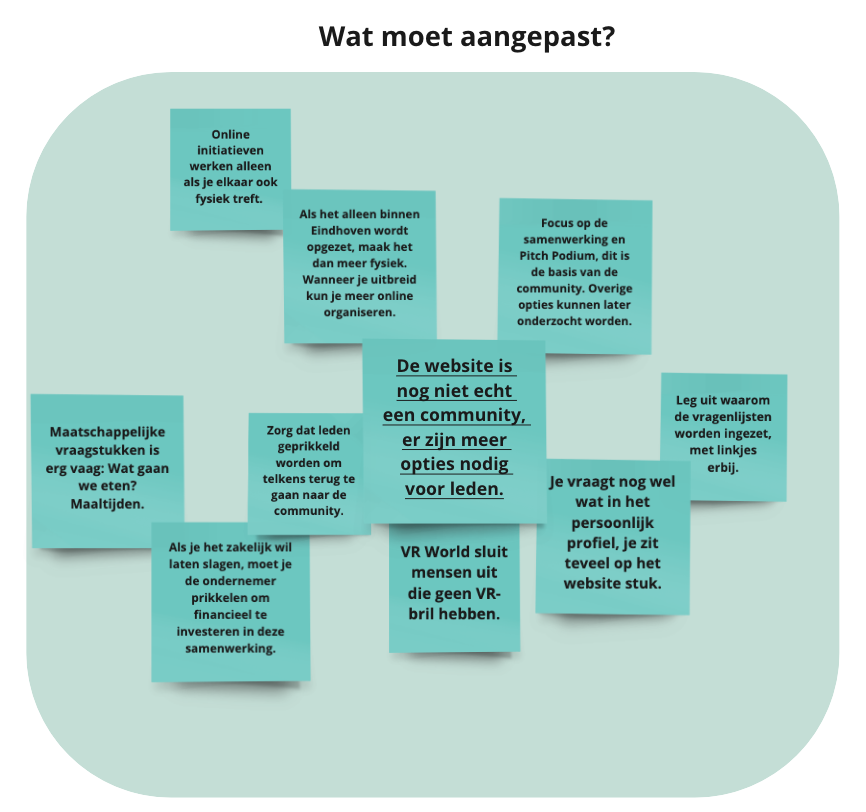 Wat moet aangepast?
Online
initiatieven
werken alleen
als je elkaar ook
fysiek treft.
Als het alleen binnen
Eindhoven wordt
opgezet, maak het
dan meer fysiek.
Wanneer je uitbreid
kun je meer online
organiseren.
Focus op de
samenwerking en
Pitch Podium, dit is
de basis van de
community. Overige
opties kunnen later
onderzocht worden.
De website is
nog niet echt
een community,
er zijn meer
opties nodig
voor leden.
Leg uit waarom
de vragenlijsten
worden ingezet,
met linkjes
erbij.
Maatschappelijke
vraagstukken is
erg vaag: Wat gaan
we eten?
Maaltijden.
Zorg dat leden
geprikkeld
worden om
telkens terug te
gaan naar de
community.
Je vraagt nog wel
wat in het
persoonlijk
profiel, je zit
teveel op het
website stuk.
Als je het zakelijk wil
laten slagen, moet je
de ondernemer
prikkelen om
financieel te
investeren in deze
samenwerking.
VR World sluit
mensen uit
die geen VR-
bril hebben.